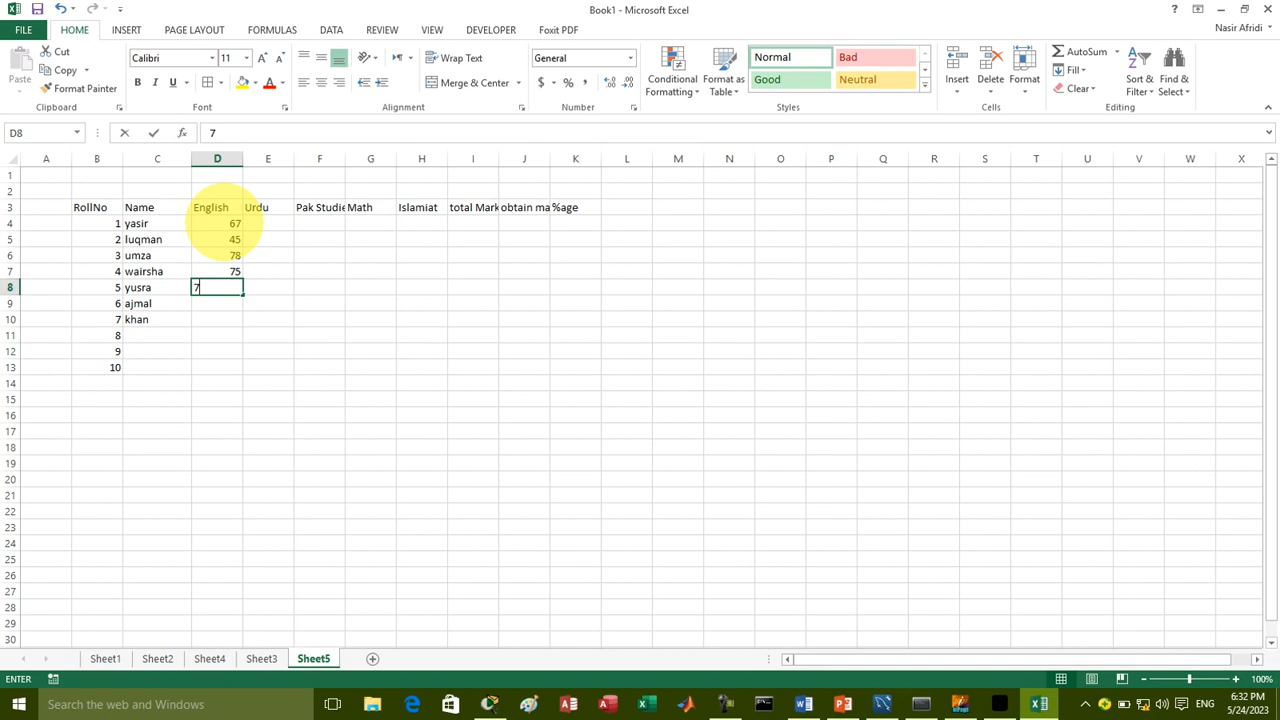 Book1 - Microsoft Excel
Nasir Afridi
FILE HOME INSERT PAGE LAYOUT FORMULAS DATA REVIEW VIEW DEVELOPER Foxit PDF
Paste
Cut
Copy
Format Painter
Clipboard
Calibri 11
B I U
Font
Wrap Text
Merge & Center
Alignment
General
$ % ,
Number
Conditional Formatting
Format as Table
Normal Bad
Good Neutral
Styles
Insert Delete Format
Cells
AutoSum
Fill
Clear
Sort & Filter
Find & Select
Editing
D8 fx 7
A B C D E F G H I J K L M N O P Q R S T U V W X
1
2
3 RollNo Name English Urdu Pak Studie Math Islamiat total Mark obtain ma %age
4 1 yasir 67
5 2 luqman 45
6 3 umza 78
7 4 wairsha 75
8 5 yusra 7
9 6 ajmal
10 7 khan
11 8
12 9
13 10
14
15
16
17
18
19
20
21
22
23
24
25
26
27
28
29
30
Sheet1 Sheet2 Sheet4 Sheet3 Sheet5
ENTER 100%
Search the web and Windows
6:32 PM
5/24/2023